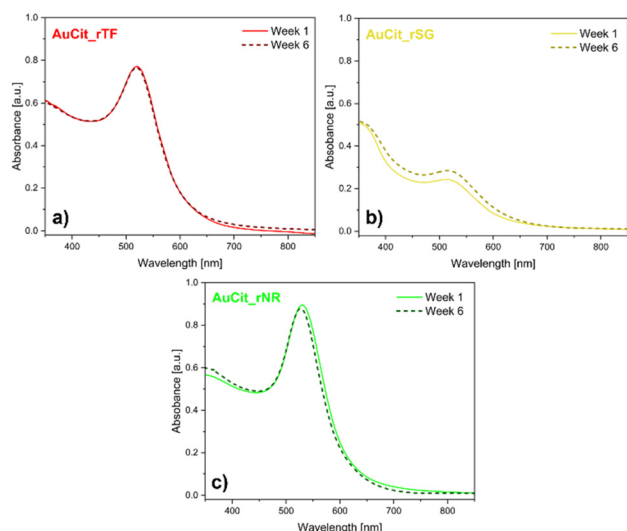 AuCit_rTF
Week 1
Week 6
Absorbance [a.u.]
1.0
0.8
0.6
0.4
0.2
0.0
a)
400
500
600
700
800
Wavelength [nm]
AuCit_rSG
Week 1
Week 6
Absorbance [a.u.]
1.0
0.8
0.6
0.4
0.2
0.0
b)
400
500
600
700
800
Wavelength [nm]
AuCit_rNR
Week 1
Week 6
Absobance [a.u.]
1.0
0.8
0.6
0.4
0.2
0.0
c)
400
500
600
700
800
Wavelength [nm]